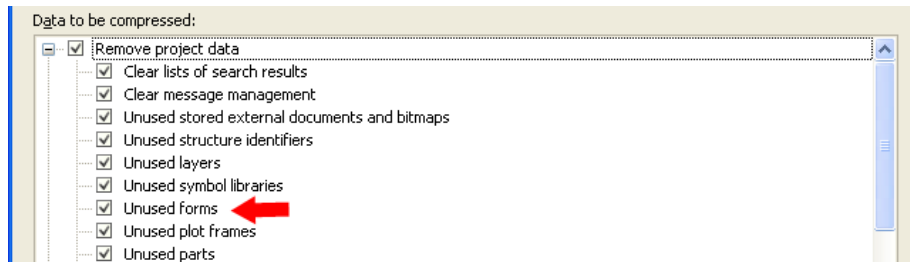 Data to be compressed:
Remove project data
Clear lists of search results
Clear message management
Unused stored external documents and bitmaps
Unused structure identifiers
Unused layers
Unused symbol libraries
Unused forms
Unused plot frames
Unused parts